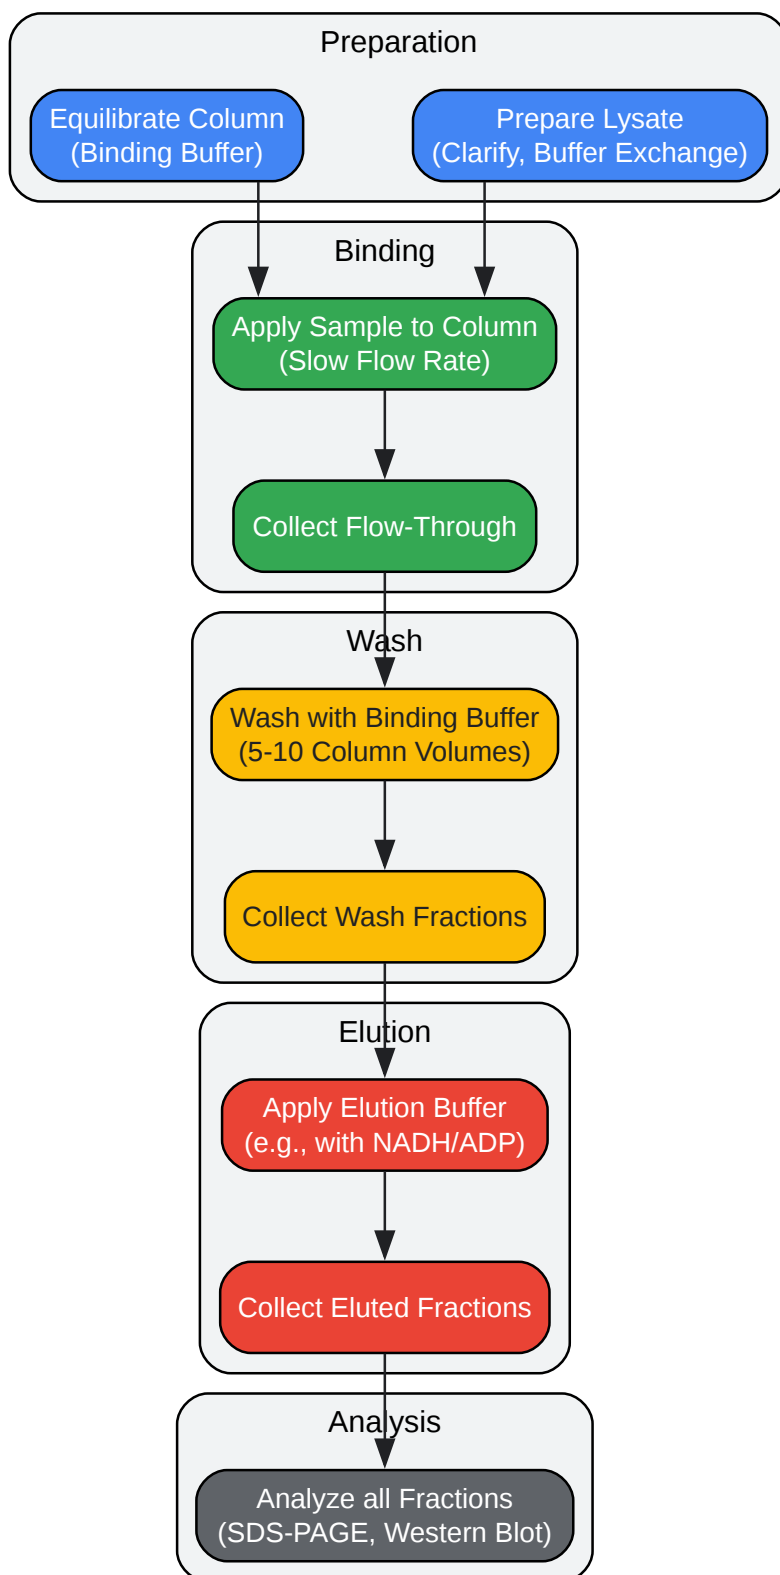 Preparation
Equilibrate Column
(Binding Buffer)
Prepare Lysate
(Clarify, Buffer Exchange)
Binding
Apply Sample to Column
(Slow Flow Rate)
Collect Flow-Through
Wash
Wash with Binding Buffer
(5-10 Column Volumes)
Collect Wash Fractions
Elution
Apply Elution Buffer
(e.g., with NADH/ADP)
Collect Eluted Fractions
Analysis
Analyze all Fractions
(SDS-PAGE, Western Blot)